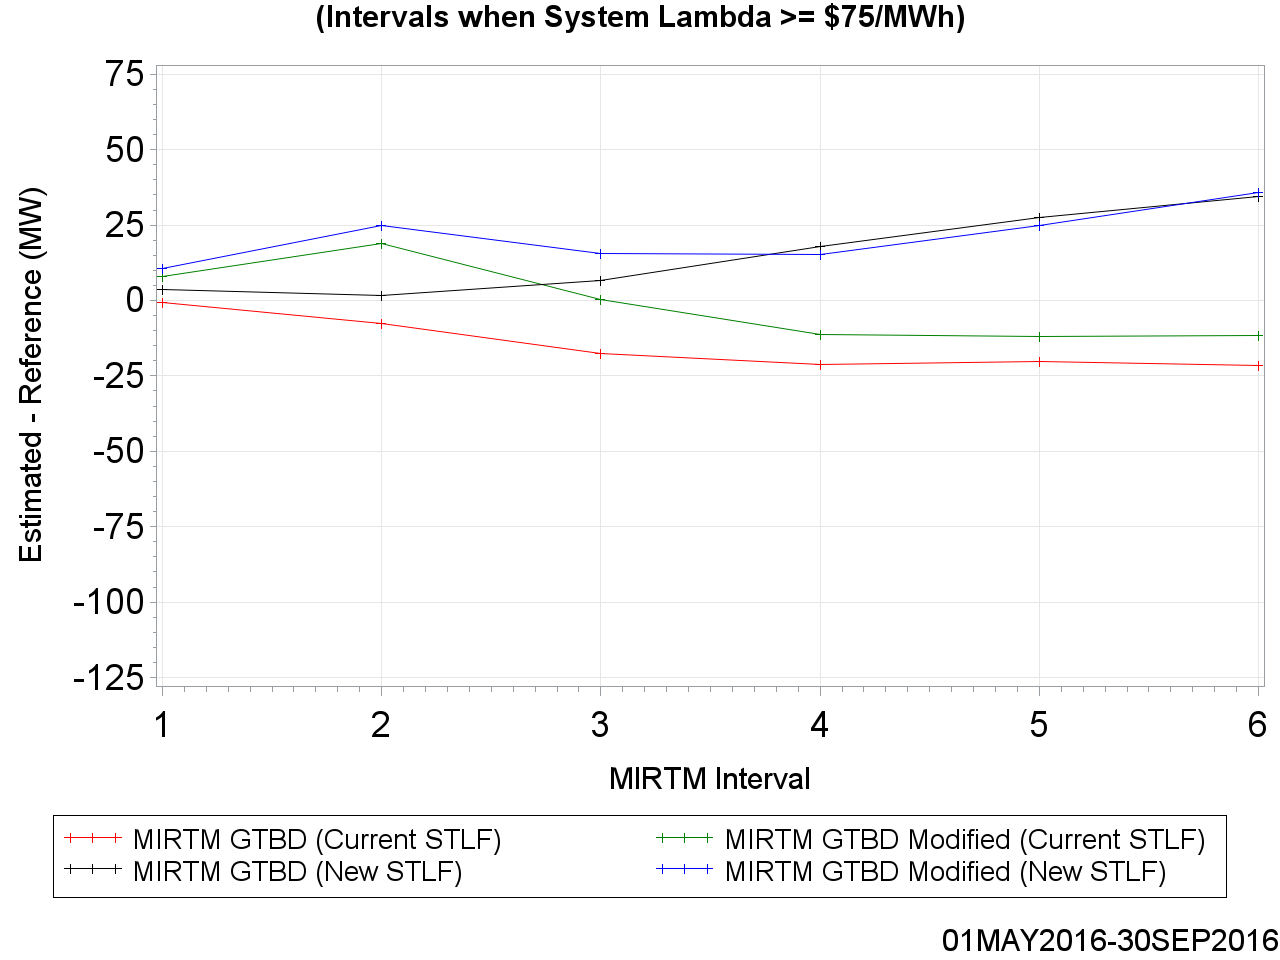 (Intervals when System Lambda >= $75/MWh)
75
50
25
0
-25
-50
-75
-100
-125
Estimated - Reference (MW)
1 2 3 4 5 6
MIRTM Interval
MIRTM GTBD (Current STLF) MIRTM GTBD Modified (Current STLF)
MIRTM GTBD (New STLF) MIRTM GTBD Modified (New STLF)
01MAY2016-30SEP2016